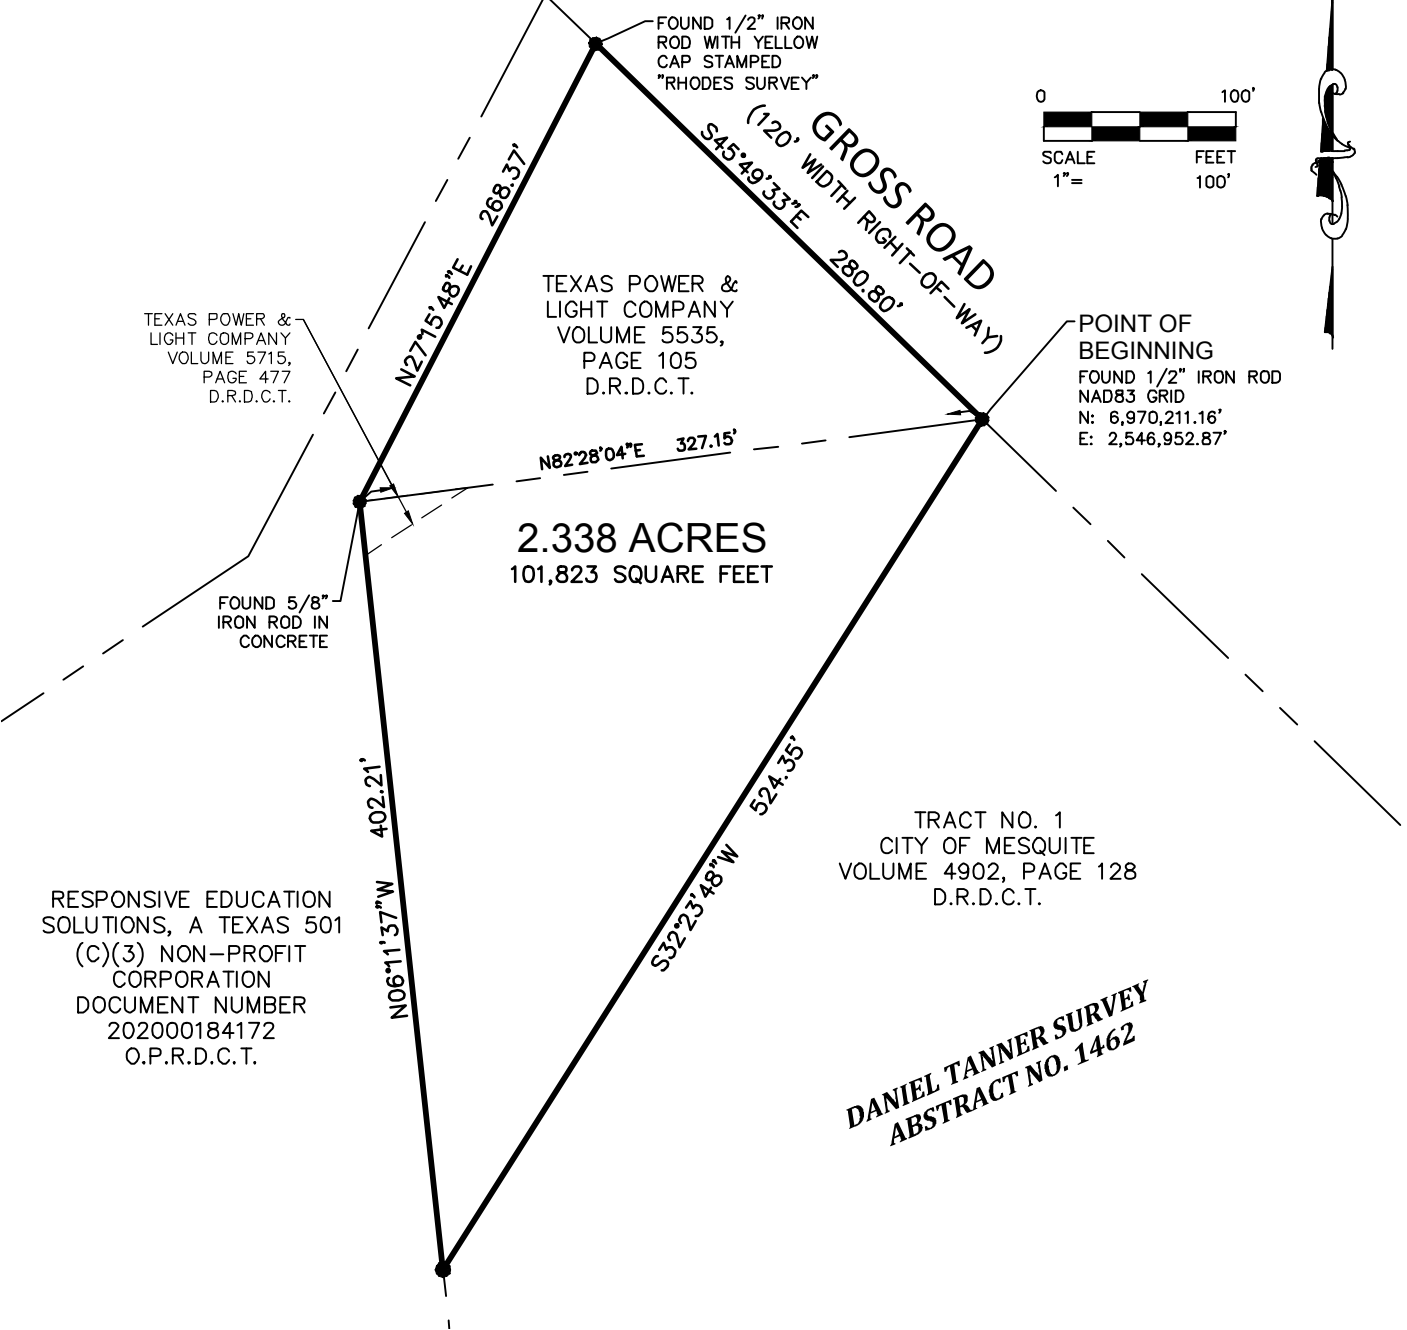 FOUND 1/2" IRON
ROD WITH YELLOW
CAP STAMPED
"RHODES SURVEY"
0 100'
SCALE FEET
1"= 100'
GROSS ROAD
(120' WIDTH RIGHT-OF-WAY)
S45°49'33"E 280.80'
N27°15'48"E 268.37'
TEXAS POWER &
LIGHT COMPANY
VOLUME 5535,
PAGE 105
D.R.D.C.T.
TEXAS POWER &
LIGHT COMPANY
VOLUME 5715,
PAGE 477
D.R.D.C.T.
POINT OF
BEGINNING
FOUND 1/2" IRON ROD
NAD83 GRID
N: 6,970,211.16'
E: 2,546,952.87'
N82°28'04"E 327.15'
2.338 ACRES
101,823 SQUARE FEET
FOUND 5/8"
IRON ROD IN
CONCRETE
N06°11'37"W 402.21'
S32°23'48"W 524.35'
TRACT NO. 1
CITY OF MESQUITE
VOLUME 4902, PAGE 128
D.R.D.C.T.
RESPONSIVE EDUCATION
SOLUTIONS, A TEXAS 501
(C)(3) NON-PROFIT
CORPORATION
DOCUMENT NUMBER
202000184172
O.P.R.D.C.T.
DANIEL TANNER SURVEY
ABSTRACT NO. 1462